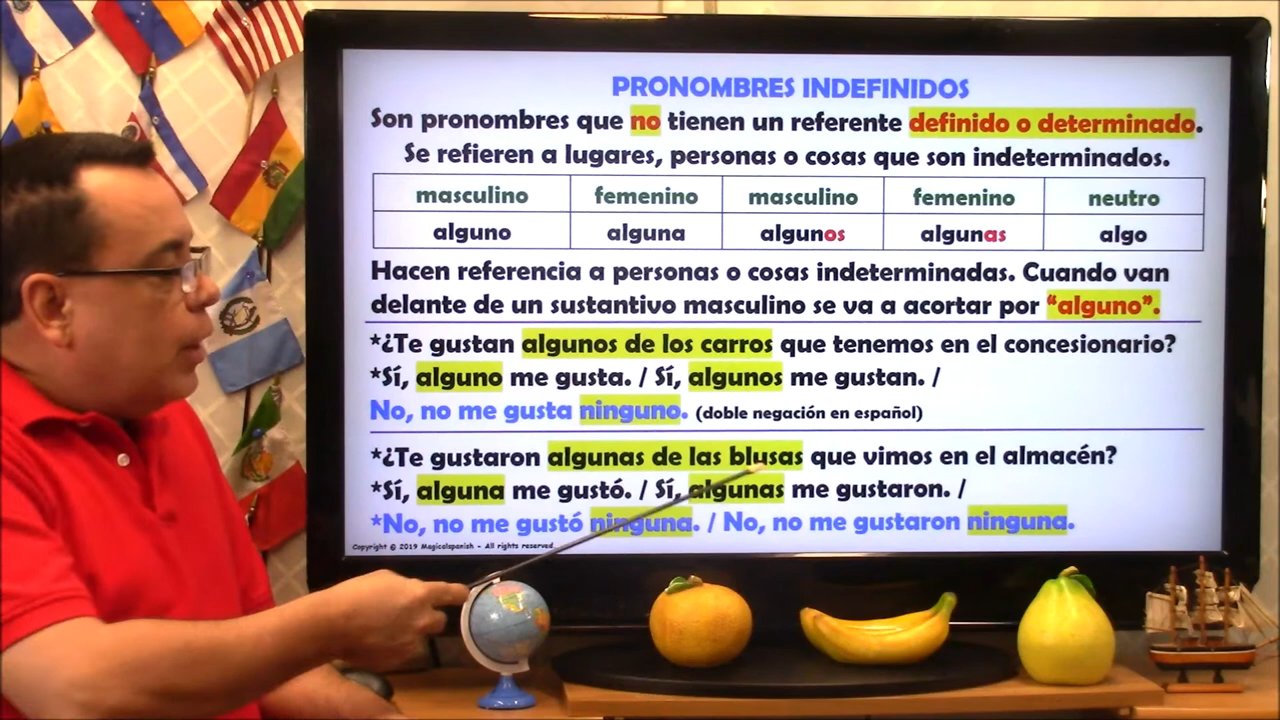 PRONOMBRES INDEFINIDOS
Son pronombres que no tienen un referente definido o determinado.
Se refieren a lugares, personas o cosas que son indeterminados.
masculino femenino masculino femenino neutro
alguno alguna algunos algunas algo
Hacen referencia a personas o cosas indeterminadas. Cuando van
delante de un sustantivo masculino se va a acortar por “alguno”.
*¿Te gustan algunos de los carros que tenemos en el concesionario?
*Sí, alguno me gusta. / Sí, algunos me gustan. /
No, no me gusta ninguno. (doble negación en español)
*¿Te gustaron algunas de las blusas que vimos en el almacén?
*Sí, alguna me gustó. / Sí, algunas me gustaron. /
*No, no me gustó ninguna. / No, no me gustaron ninguna.
Copyright © 2019 Magicalspanish - All rights reserved.